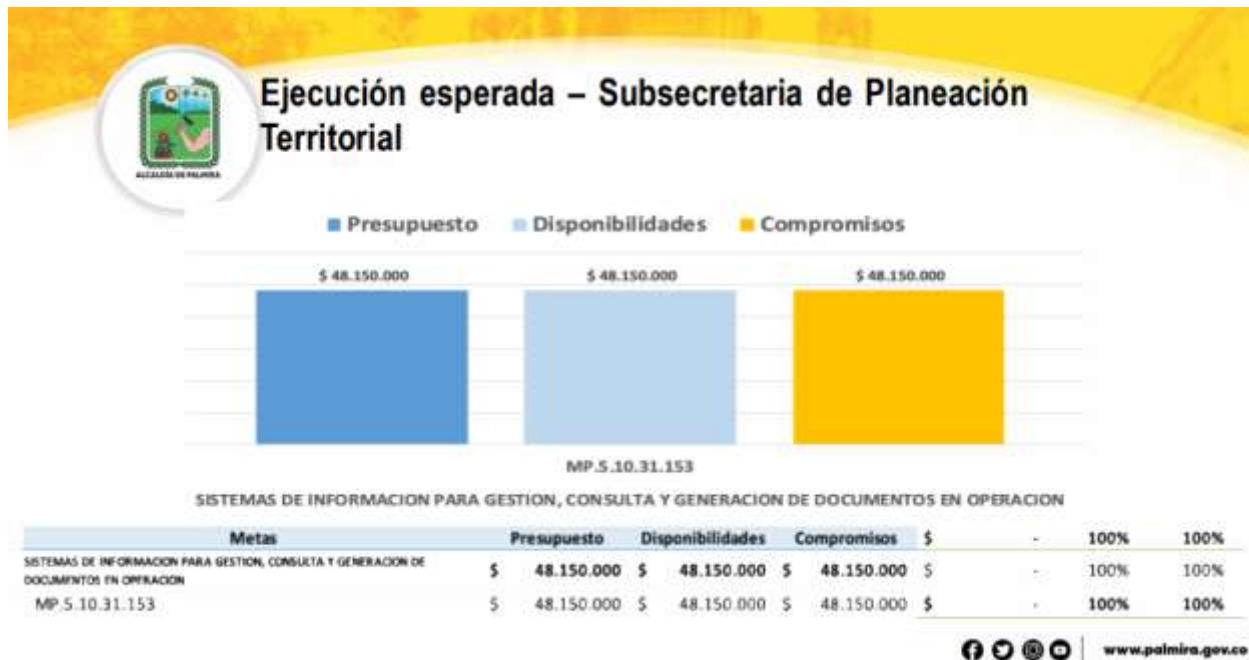 Ejecución esperada – Subsecretaria de Planeación
Territorial
ALCALDÍA DE PALMIRA
Presupuesto Disponibilidades Compromisos
$ 48.150.000 $ 48.150.000 $ 48.150.000
MP.5.10.31.153
SISTEMAS DE INFORMACION PARA GESTION, CONSULTA Y GENERACION DE DOCUMENTOS EN OPERACION
Metas Presupuesto Disponibilidades Compromisos $ - 100% 100%
SISTEMAS DE INFORMACION PARA GESTION, CONSULTA Y GENERACION DE
DOCUMENTOS EN OPERACION $ 48.150.000 $ 48.150.000 $ 48.150.000 $ - 100% 100%
MP.5.10.31.153 $ 48.150.000 $ 48.150.000 $ 48.150.000 $ - 100% 100%
www.palmira.gov.co